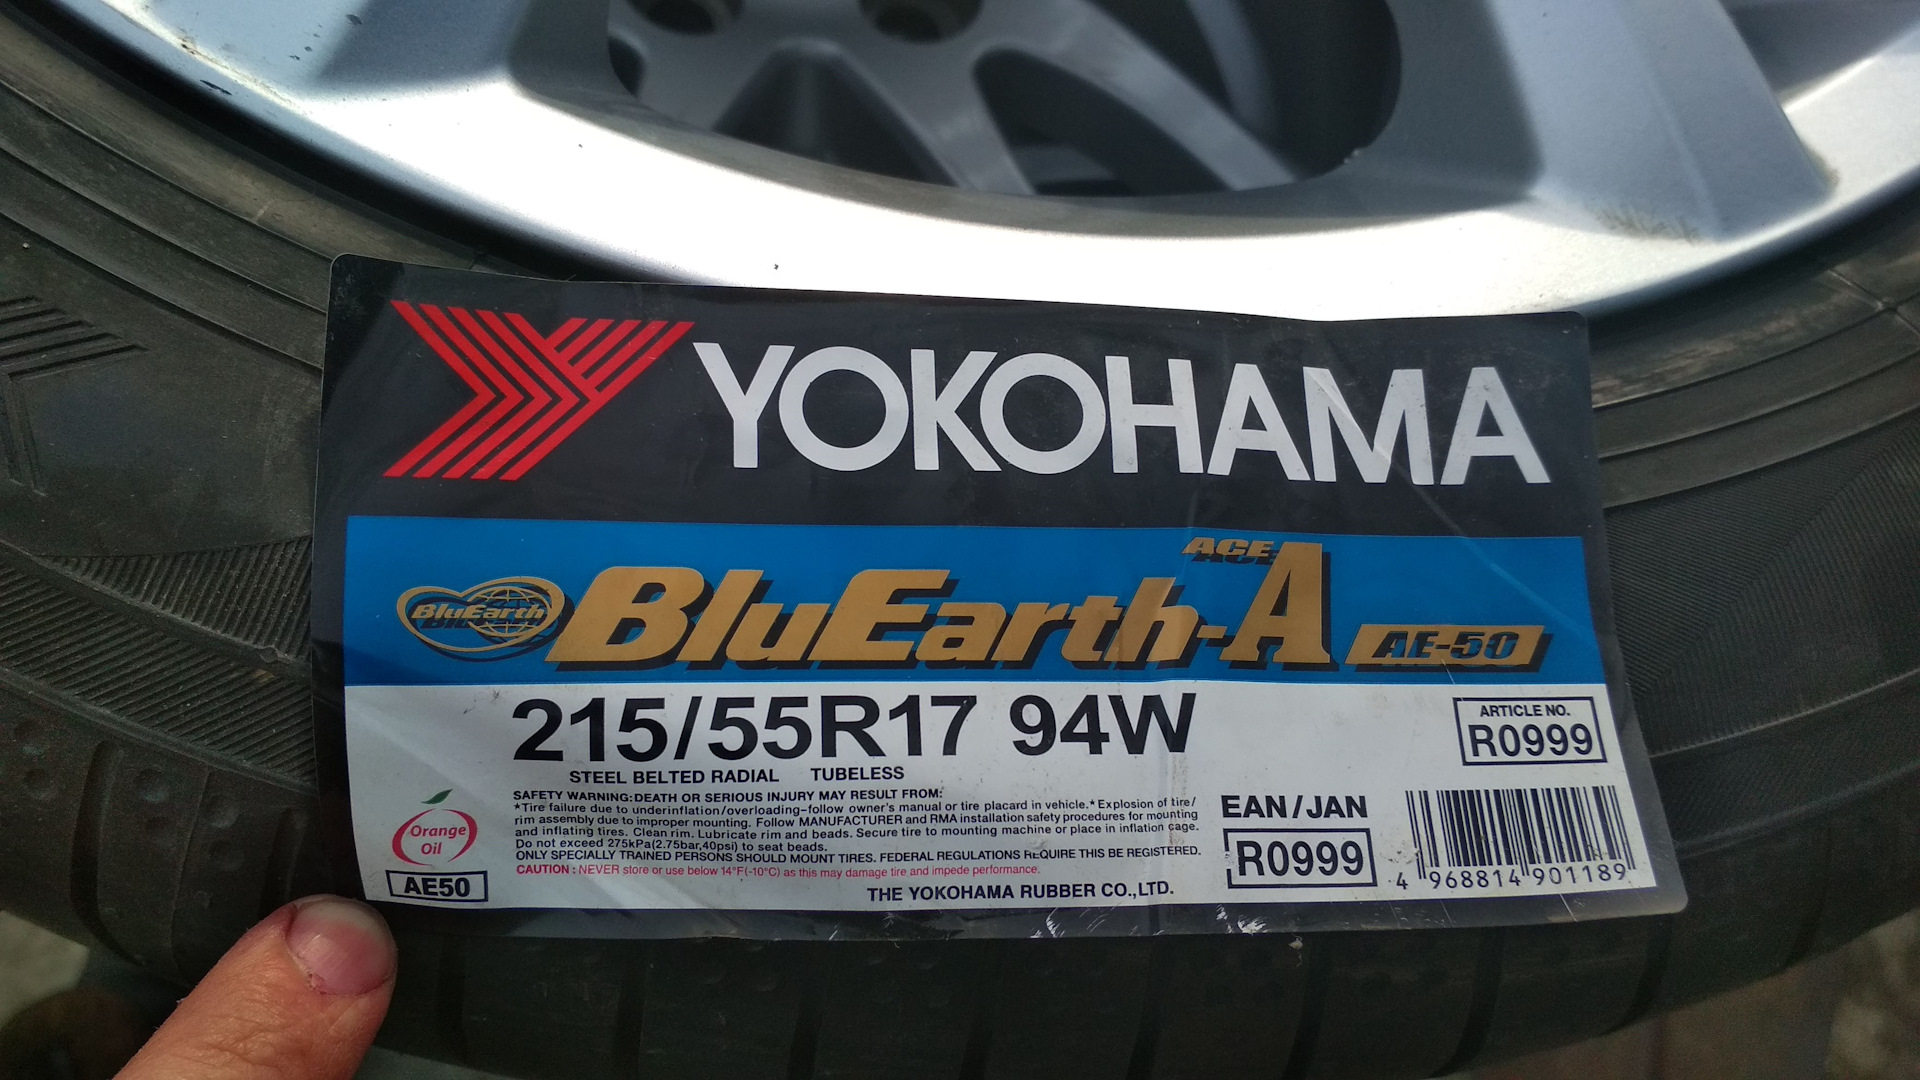 YOKOHAMA
BluEarth
ACE
BluEarth-A AE-50
215/55R17 94W
STEEL BELTED RADIAL TUBELESS
ARTICLE NO.
R0999
SAFETY WARNING: DEATH OR SERIOUS INJURY MAY RESULT FROM:
*Tire failure due to underinflation/overloading-follow owner's manual or tire placard in vehicle.* Explosion of tire/
rim assembly due to improper mounting. Follow MANUFACTURER and RMA installation safety procedures for mounting
and inflating tires. Clean rim. Lubricate rim and beads. Secure tire to mounting machine or place in inflation cage.
Do not exceed 275kPa(2.75bar,40psi) to seat beads.
ONLY SPECIALLY TRAINED PERSONS SHOULD MOUNT TIRES. FEDERAL REGULATIONS REQUIRE THIS BE REGISTERED.
CAUTION : NEVER store or use below 14°F(-10°C) as this may damage tire and impede performance.
THE YOKOHAMA RUBBER CO.,LTD.
Orange
Oil
AE50
EAN/JAN
R0999
4 968814 901189